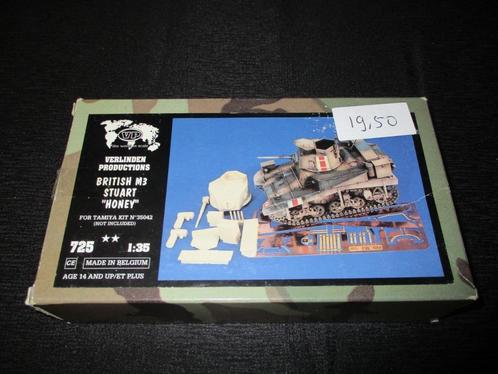 19,50
VP
VERLINDEN
PRODUCTIONS
BRITISH M3
STUART
"HONEY"
FOR TAMIYA KIT N°35042
(NOT INCLUDED)
725 ★★ 1:35
CE MADE IN BELGIUM
AGE 14 AND UP/ET PLUS